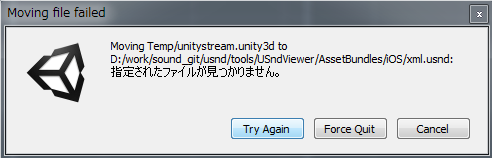 Moving file failed
Moving Temp/unitystream.unity3d to
D:/work/sound_git/usnd/tools/USndViewer/AssetBundles/iOS/xml.usnd:
指定されたファイルが見つかりません。
Try Again
Force Quit
Cancel